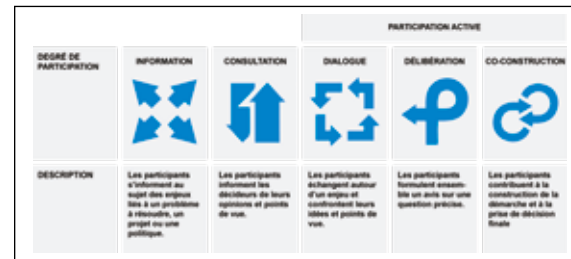 PARTICIPATION ACTIVE
DEGRÉ DE
PARTICIPATION
INFORMATION
CONSULTATION
DIALOGUE
DÉLIBÉRATION
CO-CONSTRUCTION
DESCRIPTION
Les participants
s'informent au
sujet des enjeux
liés à un problème
à résoudre, un
projet ou une
politique.
Les participants
informent les
décideurs de leurs
opinions et points
de vue.
Les participants
échangent autour
d'un enjeu et
confrontent leurs
idées et points de
vue.
Les participants
formulent ensem-
ble un avis sur une
question précise.
Les participants
contribuent à la
construction de la
démarche et à la
prise de décision
finale